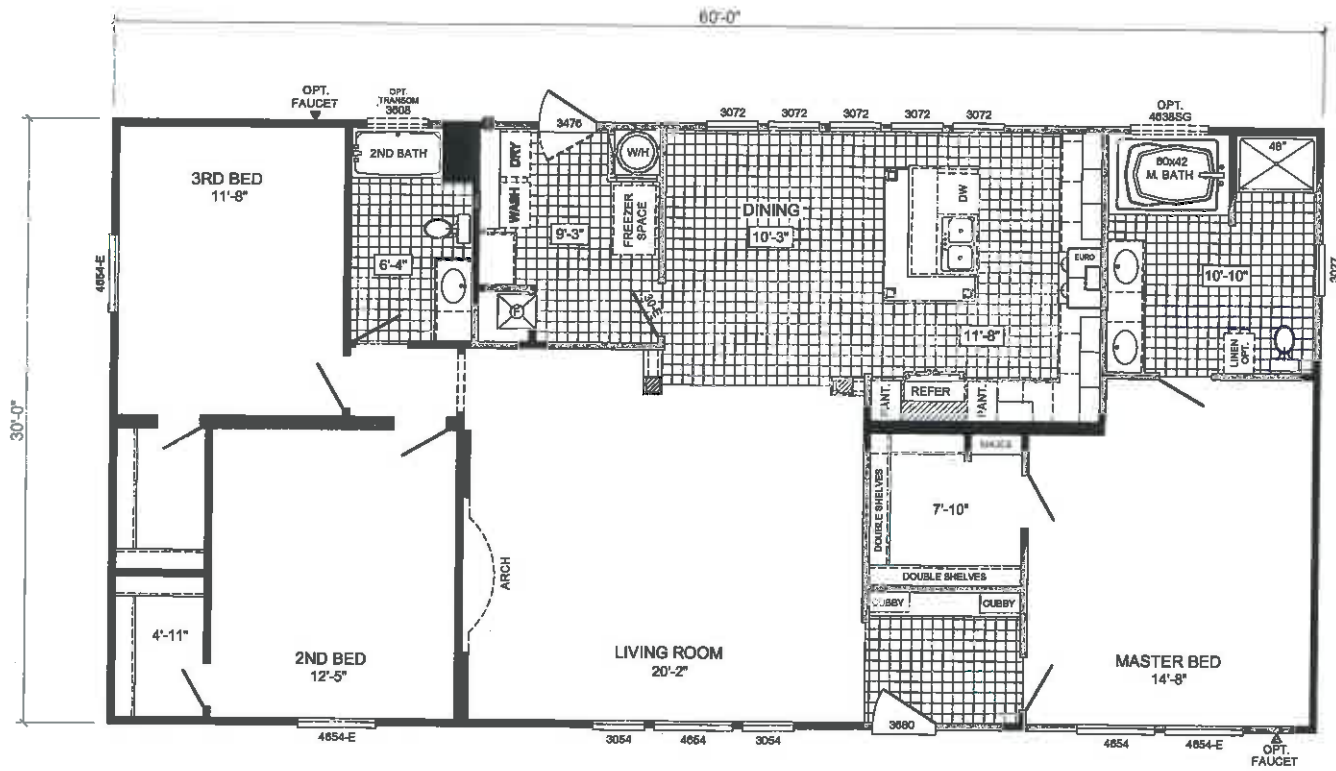 60'-0"
OPT.
FAUCET
OPT.
TRANSOM
3608
3476
3072
3072
3072
3072
3072
OPT.
4638SG
2ND BATH
DRY
WASH
W/H
FREEZER
SPACE
9'-3"
DINING
10'-3"
DW
EURO
60x42
M. BATH
48"
10'-10"
LINEN
OPT.
3RD BED
11'-8"
6'-4"
F
11'-8"
4654-E
30'-0"
PANT.
REFER
PANT.
DOUBLE SHELVES
7'-10"
DOUBLE SHELVES
CUBBY
CUBBY
ARCH
4'-11"
2ND BED
12'-5"
LIVING ROOM
20'-2"
MASTER BED
14'-8"
4654-E
3054
4654
3054
3680
4654
4654-E
OPT.
FAUCET